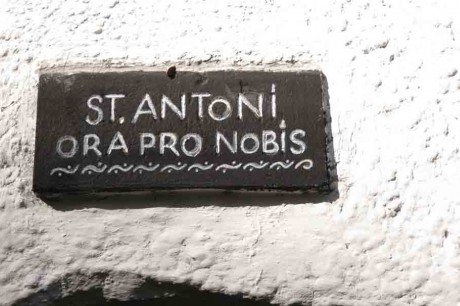 ST. ANTONI,
ORA PRO NOBIS